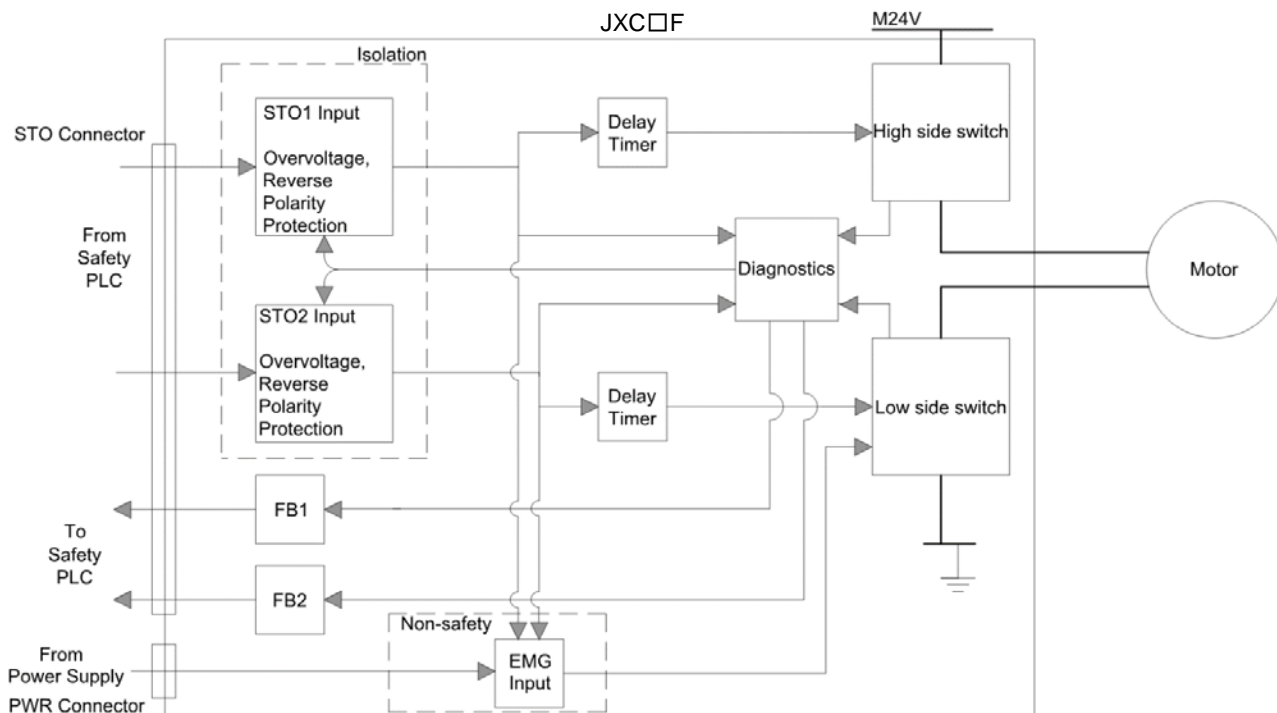 JXC□F
M24V
Isolation
STO1 Input
Overvoltage,
Reverse
Polarity
Protection
STO Connector
Delay
Timer
High side switch
From
Safety
PLC
Diagnostics
Motor
STO2 Input
Overvoltage,
Reverse
Polarity
Protection
Delay
Timer
Low side switch
FB1
To
Safety
PLC
FB2
Non-safety
From
Power Supply
EMG
Input
PWR Connector